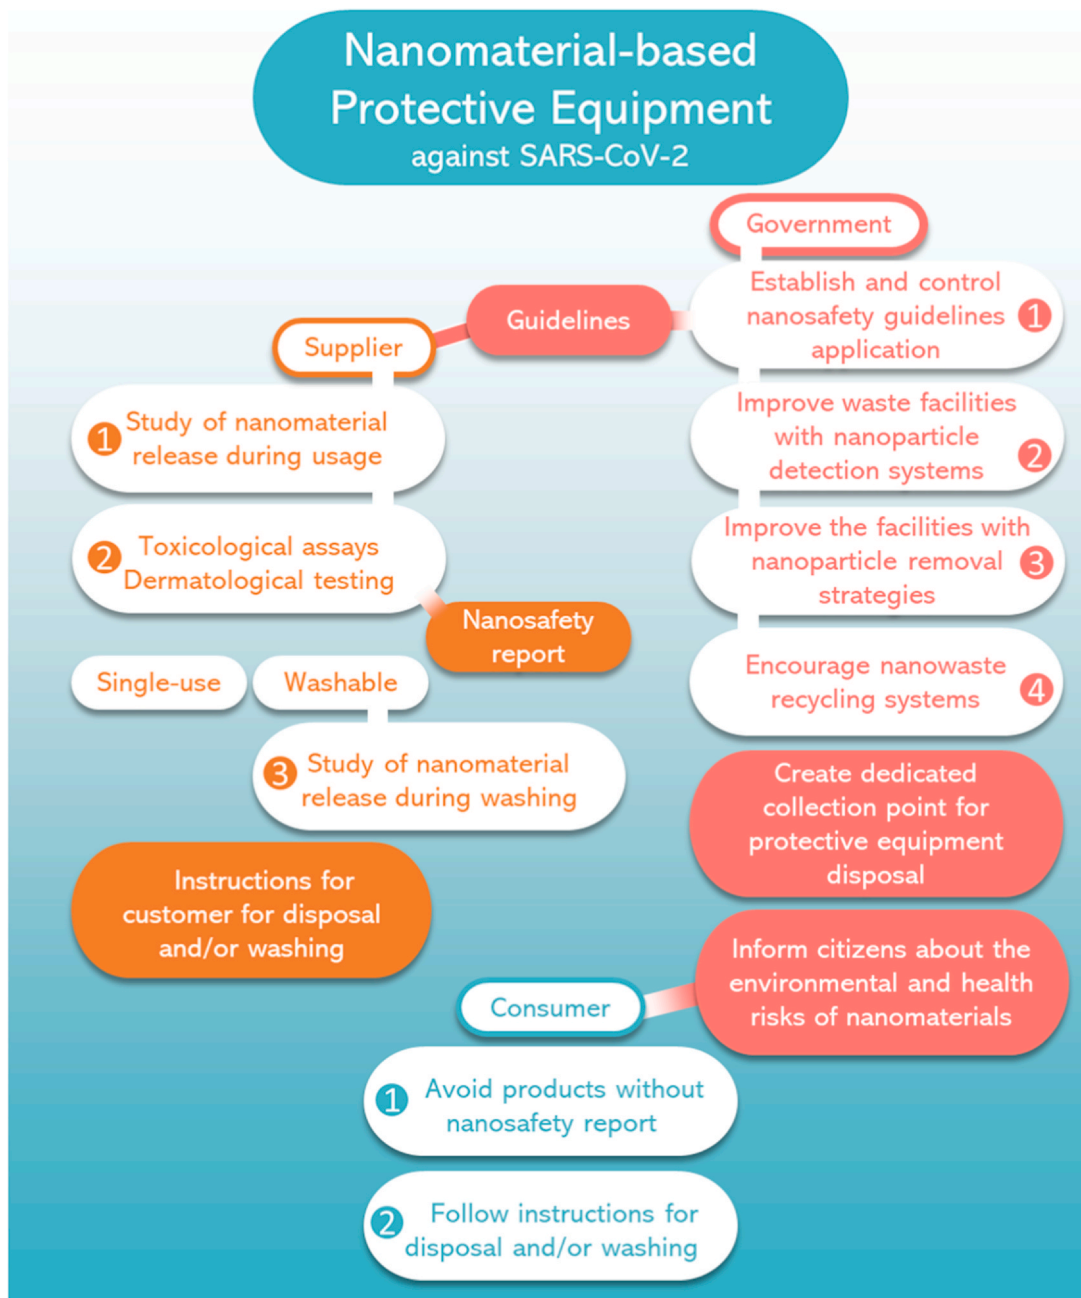 Nanomaterial-based
Protective Equipment
against SARS-CoV-2
Government
Establish and control
nanosafety guidelines
application
1
Guidelines
Supplier
1
Study of nanomaterial
release during usage
Improve waste facilities
with nanoparticle
detection systems
2
2
Toxicological assays
Dermatological testing
Improve the facilities with
nanoparticle removal
strategies
3
Nanosafety
report
Single-use
Washable
Encourage nanowaste
recycling systems
4
3
Study of nanomaterial
release during washing
Create dedicated
collection point for
protective equipment
disposal
Instructions for
customer for disposal
and/or washing
Inform citizens about the
environmental and health
risks of nanomaterials
Consumer
1
Avoid products without
nanosafety report
2
Follow instructions for
disposal and/or washing